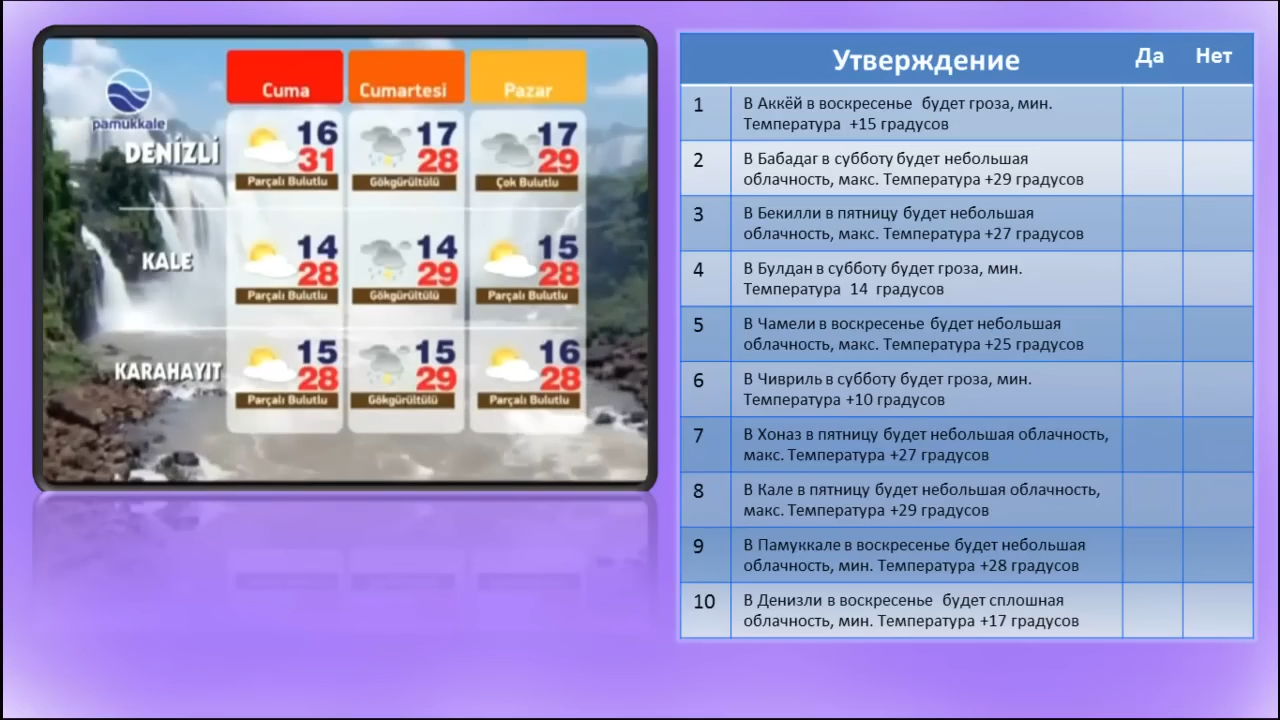 Cuma Cumartesi Pazar
pamukkale
DENİZLİ
16 17 17
31 28 29
Parçalı Bulutlu Gökgürültülü Çok Bulutlu
KALE
14 14 15
28 29 28
Parçalı Bulutlu Gökgürültülü Parçalı Bulutlu
KARAHAYIT
15 15 16
28 29 28
Parçalı Bulutlu Gökgürültülü Parçalı Bulutlu
Утверждение Да Нет
1 В Аккёй в воскресенье будет гроза, мин.
Температура +15 градусов
2 В Бабадаг в субботу будет небольшая
облачность, макс. Температура +29 градусов
3 В Бекилли в пятницу будет небольшая
облачность, макс. Температура +27 градусов
4 В Булдан в субботу будет гроза, мин.
Температура 14 градусов
5 В Чамели в воскресенье будет небольшая
облачность, макс. Температура +25 градусов
6 В Чивриль в субботу будет гроза, мин.
Температура +10 градусов
7 В Хоназ в пятницу будет небольшая облачность,
макс. Температура +27 градусов
8 В Кале в пятницу будет небольшая облачность,
макс. Температура +29 градусов
9 В Памуккале в воскресенье будет небольшая
облачность, мин. Температура +28 градусов
10 В Денизли в воскресенье будет сплошная
облачность, мин. Температура +17 градусов